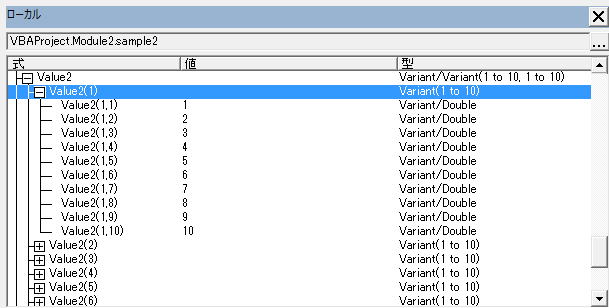 ローカル
VBAProject.Module2.sample2 ...
式 値 型
Value2 Variant/Variant(1 to 10, 1 to 10)
Value2(1) Variant(1 to 10)
Value2(1,1) 1 Variant/Double
Value2(1,2) 2 Variant/Double
Value2(1,3) 3 Variant/Double
Value2(1,4) 4 Variant/Double
Value2(1,5) 5 Variant/Double
Value2(1,6) 6 Variant/Double
Value2(1,7) 7 Variant/Double
Value2(1,8) 8 Variant/Double
Value2(1,9) 9 Variant/Double
Value2(1,10) 10 Variant/Double
Value2(2) Variant(1 to 10)
Value2(3) Variant(1 to 10)
Value2(4) Variant(1 to 10)
Value2(5) Variant(1 to 10)
Value2(6) Variant(1 to 10)